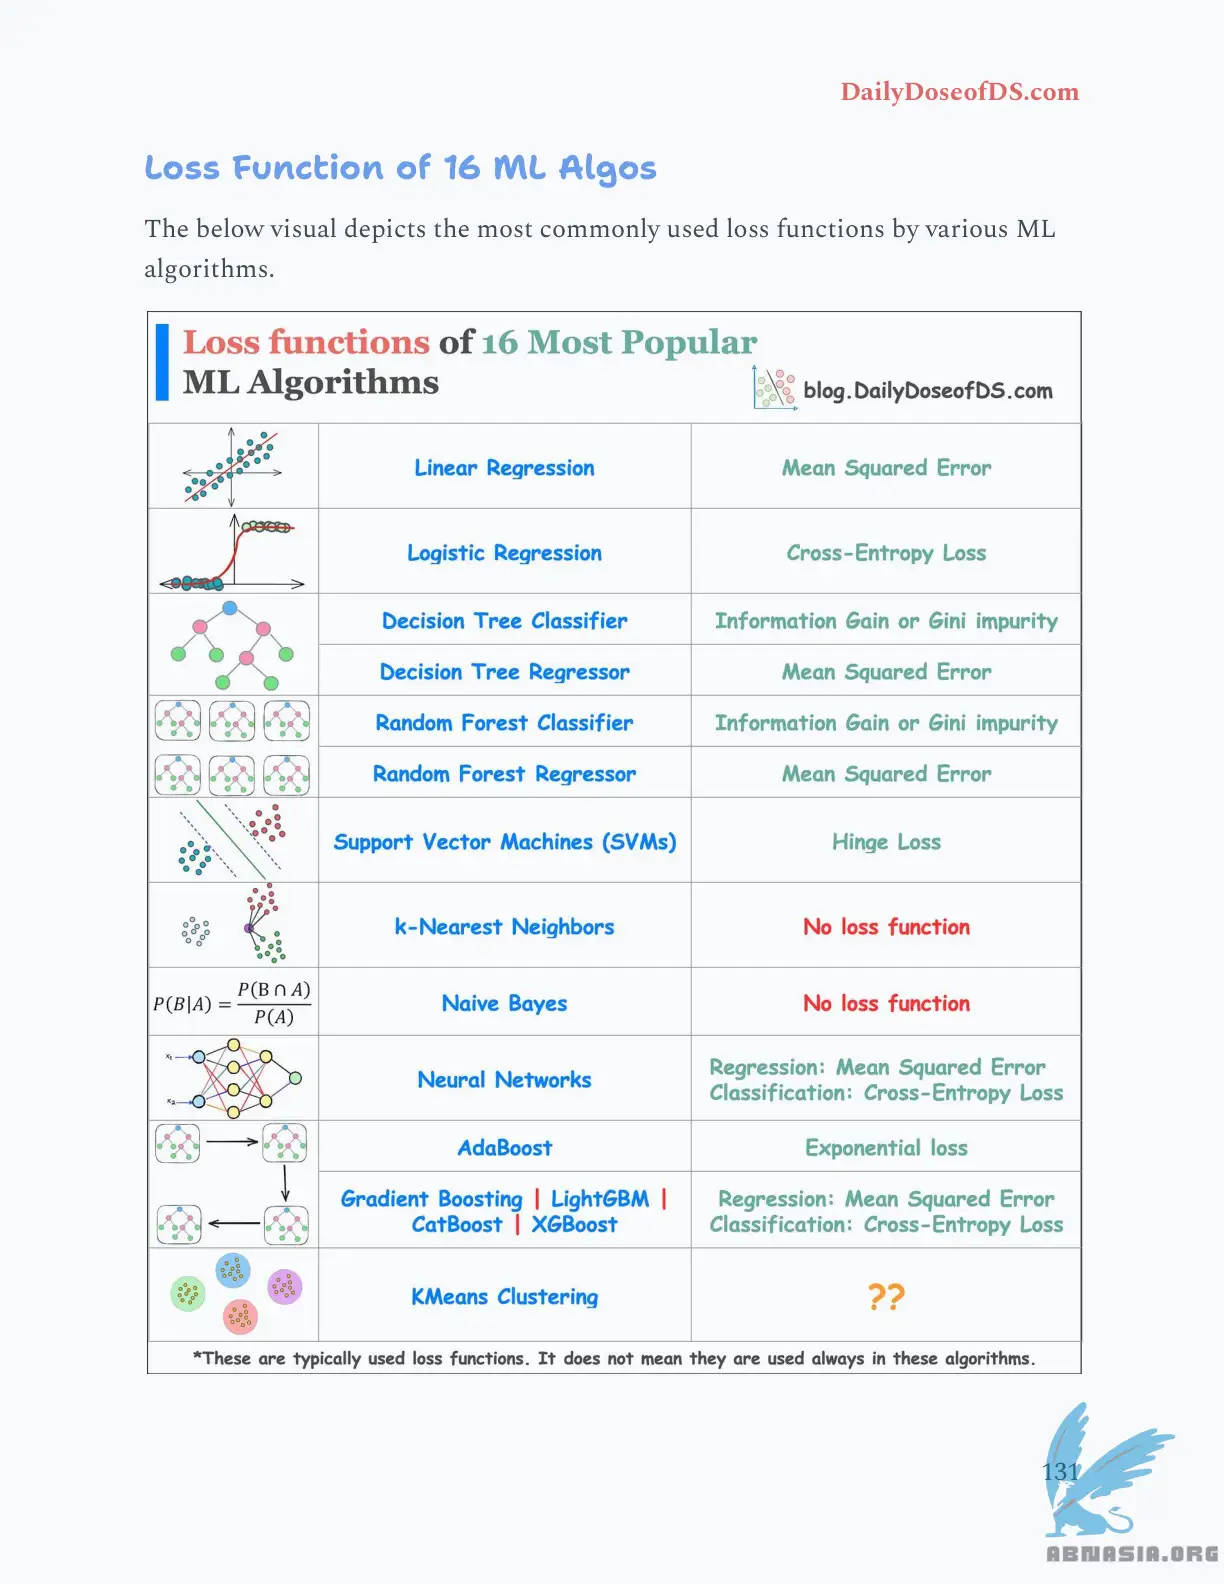 DailyDoseofDS.com
Loss Function of 16 ML Algos
The below visual depicts the most commonly used loss functions by various ML
algorithms.
Loss functions of 16 Most Popular
ML Algorithms
blog.DailyDoseofDS.com
Linear Regression
Mean Squared Error
Logistic Regression
Cross-Entropy Loss
Decision Tree Classifier
Information Gain or Gini impurity
Decision Tree Regressor
Mean Squared Error
Random Forest Classifier
Information Gain or Gini impurity
Random Forest Regressor
Mean Squared Error
Support Vector Machines (SVMs)
Hinge Loss
k-Nearest Neighbors
No loss function
P(B|A) = P(B ∩ A) / P(A)
Naive Bayes
No loss function
x₁
x₂
Neural Networks
Regression: Mean Squared Error
Classification: Cross-Entropy Loss
AdaBoost
Exponential loss
Gradient Boosting | LightGBM |
CatBoost | XGBoost
Regression: Mean Squared Error
Classification: Cross-Entropy Loss
KMeans Clustering
??
*These are typically used loss functions. It does not mean they are used always in these algorithms.
131
ABNASIA.ORG